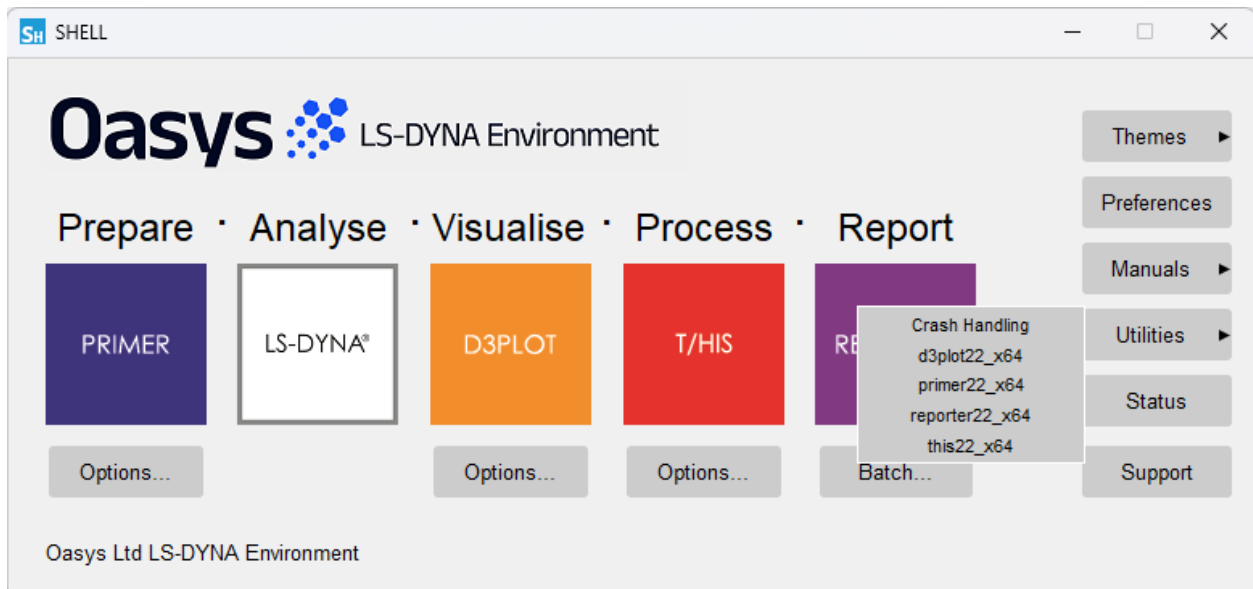 SH SHELL
Oasys LS-DYNA Environment
Themes
Preferences
Manuals
Utilities
Status
Support
Prepare · Analyse · Visualise · Process · Report
PRIMER
LS-DYNA®
D3PLOT
T/HIS
RE
Crash Handling
d3plot22_x64
primer22_x64
reporter22_x64
this22_x64
Options...
Options...
Options...
Batch...
Oasys Ltd LS-DYNA Environment